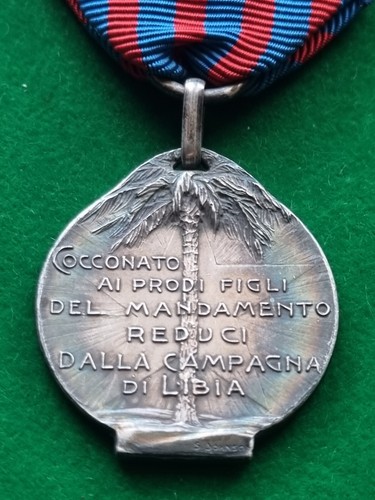 COCCONATO
AI PRODI FIGLI
DEL MANDAMENTO
REDUCI
DALLA CAMPAGNA
DI LIBIA